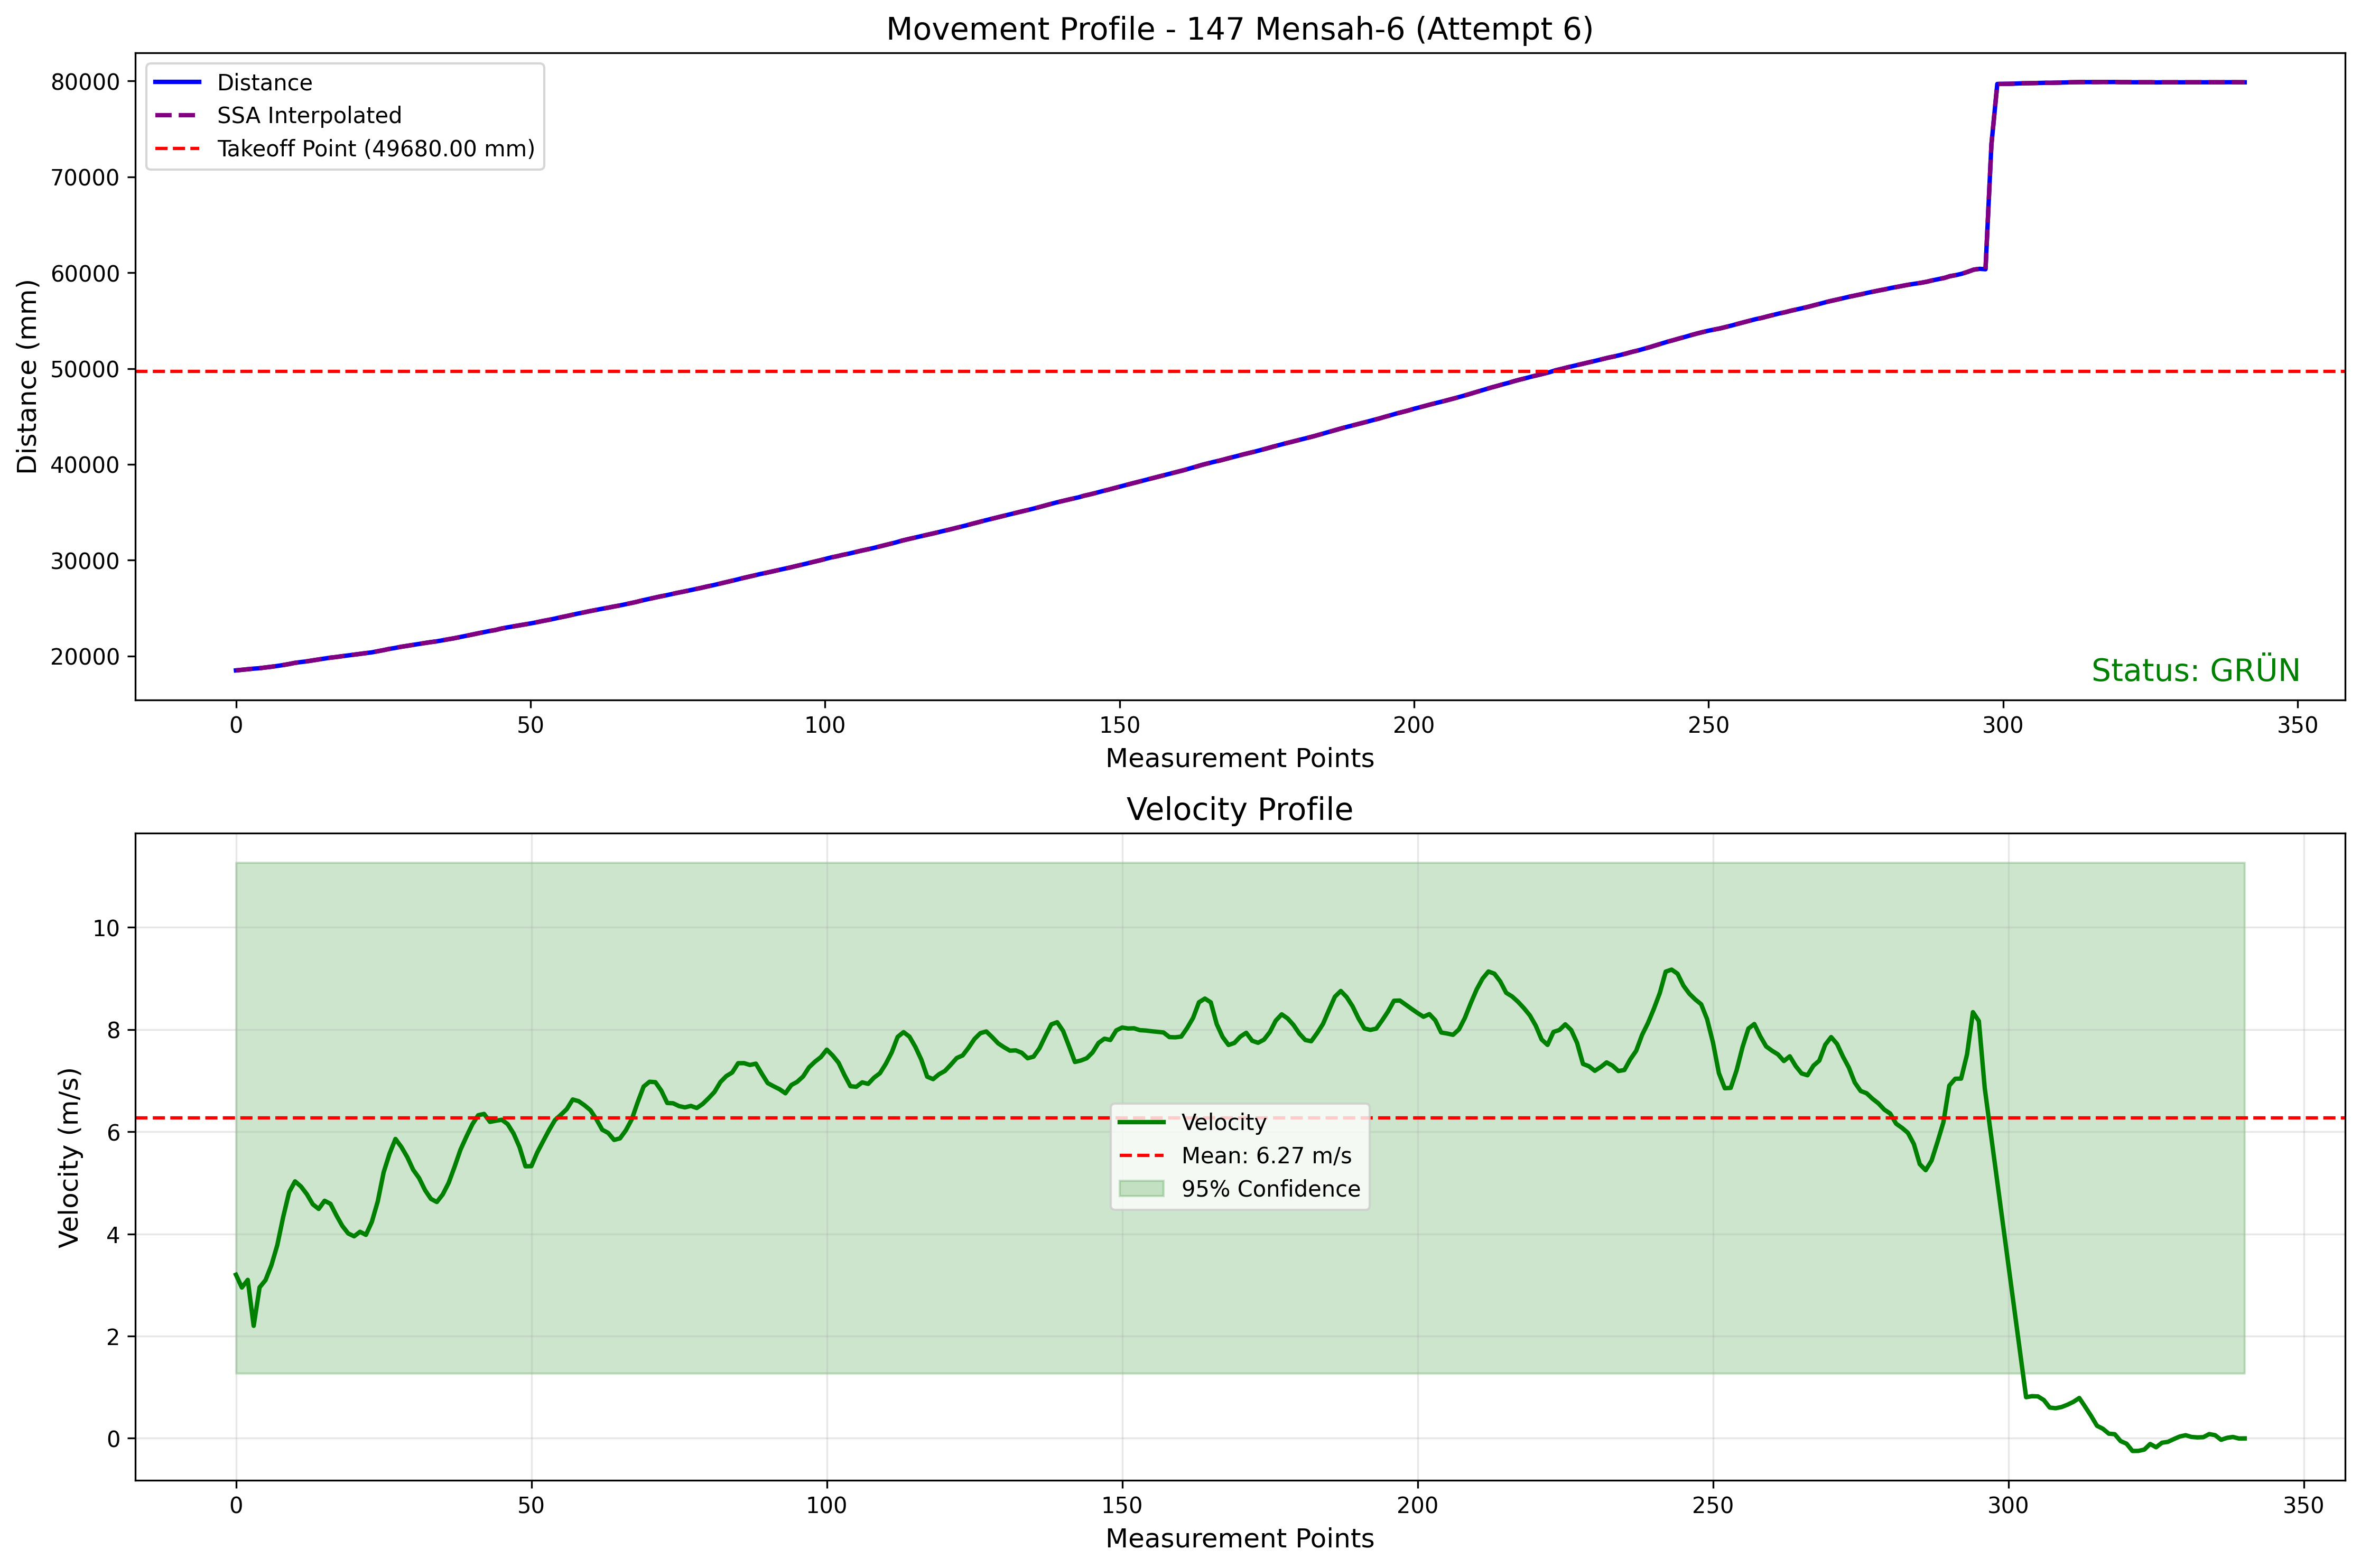 Movement Profile - 147 Mensah-6 (Attempt 6)
Distance
SSA Interpolated
Takeoff Point (49680.00 mm)
Distance (mm)
80000
70000
60000
50000
40000
30000
20000
Status: GRÜN
0 50 100 150 200 250 300 350
Measurement Points
Velocity Profile
Velocity (m/s)
10
8
6
4
2
0
Velocity
Mean: 6.27 m/s
95% Confidence
0 50 100 150 200 250 300 350
Measurement Points